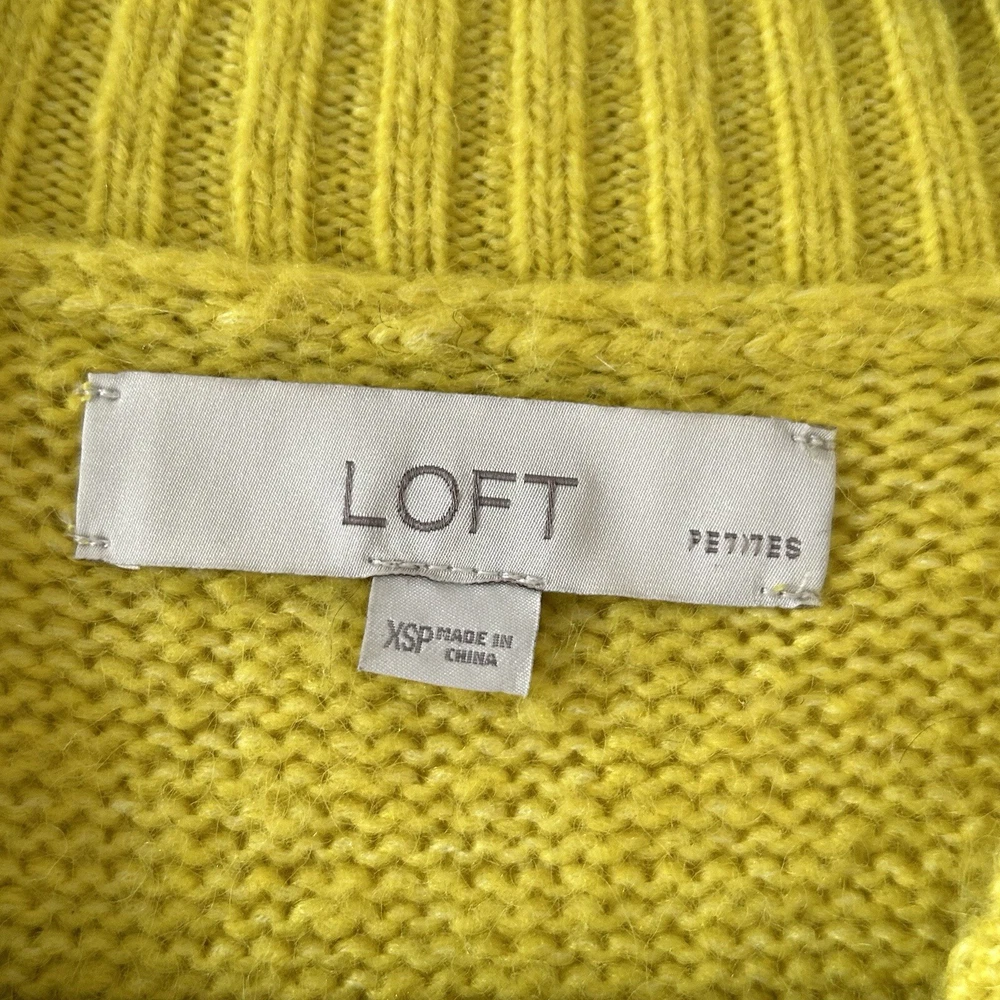 LOFT
PETITES
XSP MADE IN
CHINA